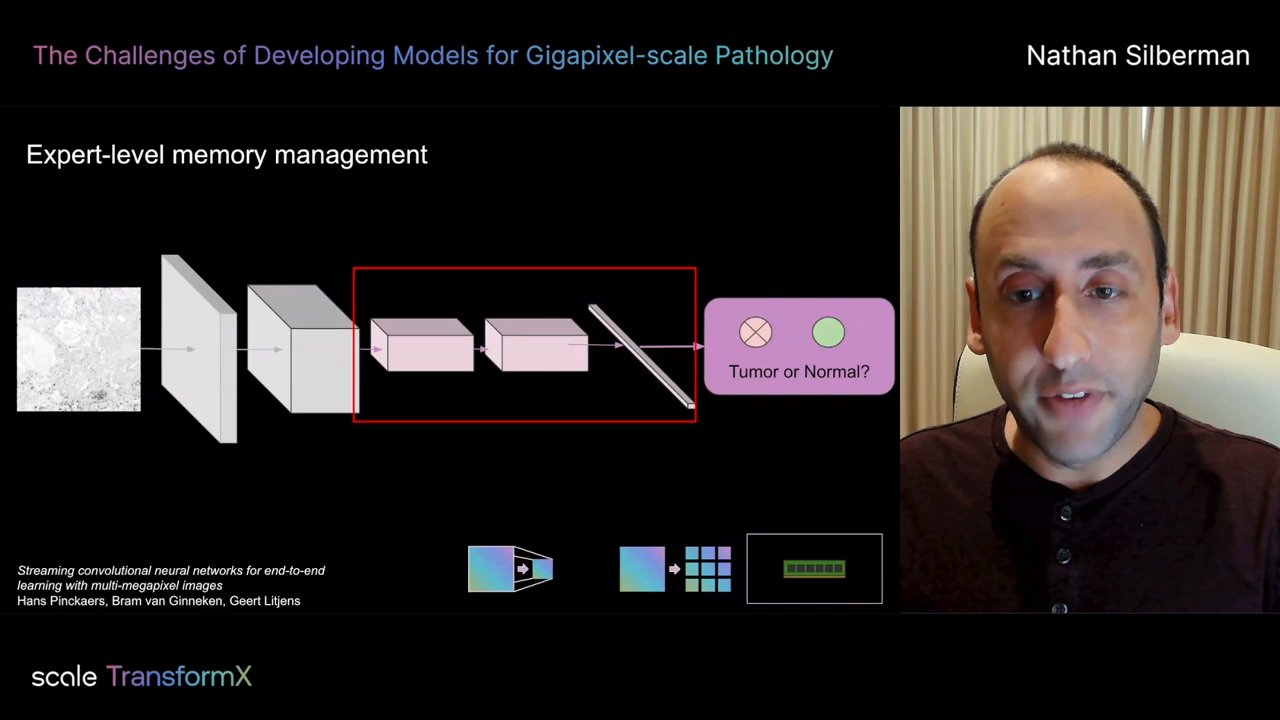 The Challenges of Developing Models for Gigapixel-scale Pathology
Nathan Silberman
Expert-level memory management
Tumor or Normal?
Streaming convolutional neural networks for end-to-end
learning with multi-megapixel images
Hans Pinckaers, Bram van Ginneken, Geert Litjens
scale TransformX